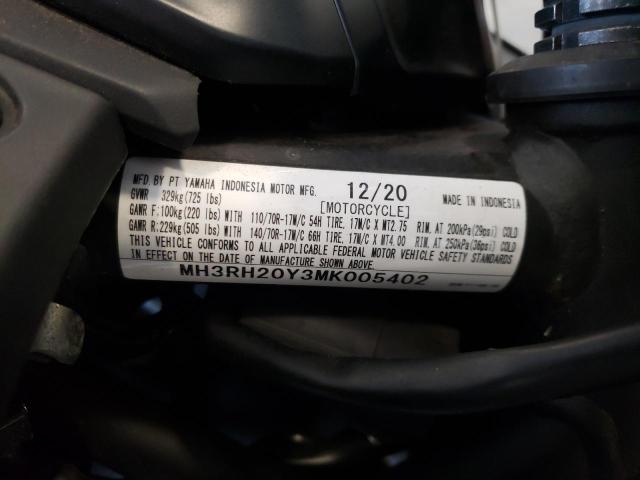 MFD. BY PT YAMAHA INDONESIA MOTOR MFG. 12/20 MADE IN INDONESIA
GVWR 329kg(725 lbs) [MOTORCYCLE]
GAWR F:100kg(220 lbs) WITH 110/70R-17M/C 54H TIRE, 17M/C X MT2.75 RIM, AT 200kPa(29psi) COLD
GAWR R:229kg(505 lbs) WITH 140/70R-17M/C 66H TIRE, 17M/C X MT4.00 RIM, AT 250kPa(36psi) COLD
THIS VEHICLE CONFORMS TO ALL APPLICABLE FEDERAL MOTOR VEHICLE SAFETY STANDARDS
IN EFFECT ON THE DATE OF MANUFACTURE SHOWN ABOVE.
MH3RH20Y3MK005402